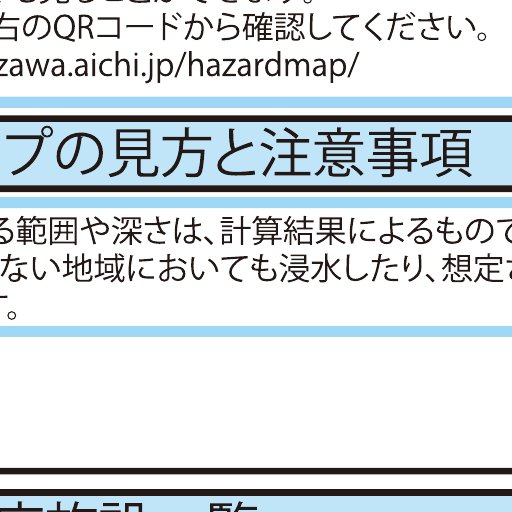 右のQRコードから確認してください。
zawa.aichi.jp/hazardmap/
プの見方と注意事項
る範囲や深さは、計算結果によるもので
ない地域においても浸水したり、想定さ
す。